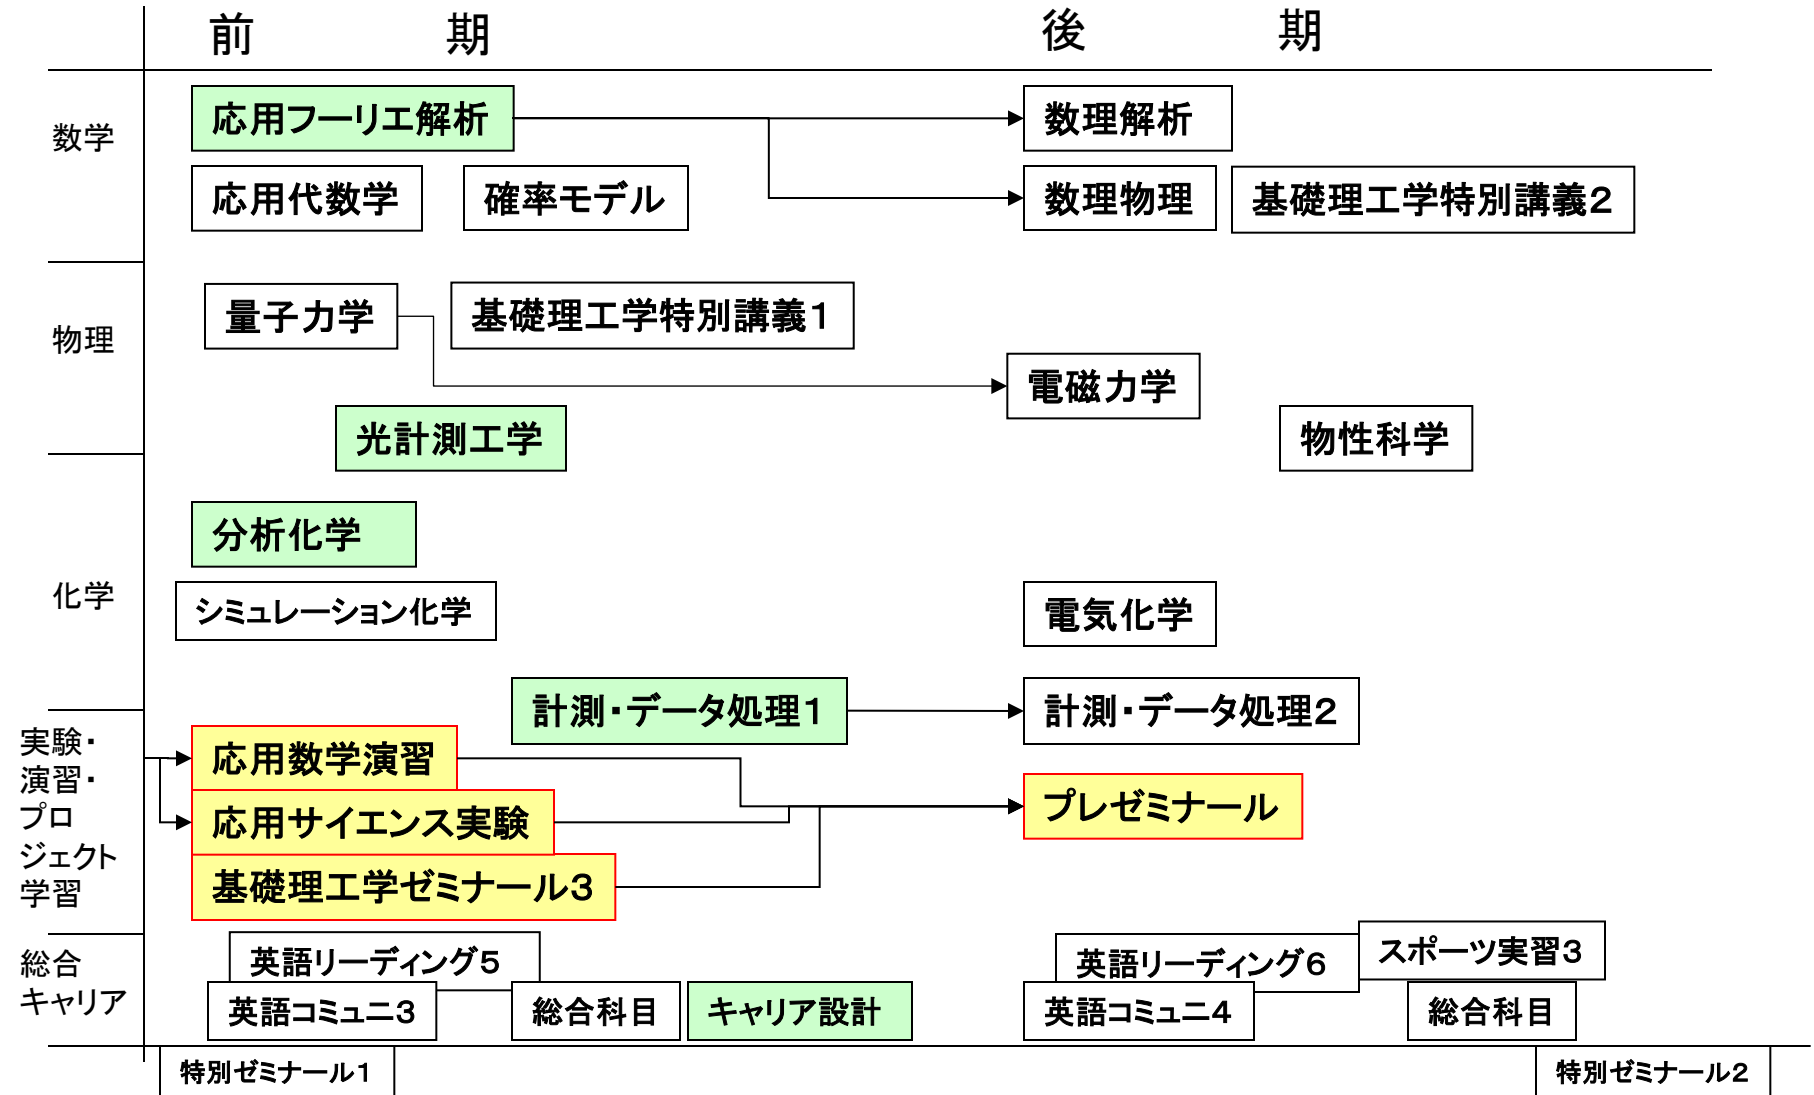 前期
後期
数学
応用フーリエ解析
数理解析
応用代数学
確率モデル
数理物理
基礎理工学特別講義2
物理
量子力学
基礎理工学特別講義1
電磁力学
光計測工学
物性科学
化学
分析化学
シミュレーション化学
電気化学
計測・データ処理1
計測・データ処理2
実験・
演習・
プロ
ジェクト
学習
応用数学演習
応用サイエンス実験
基礎理工学ゼミナール3
プレゼミナール
総合
キャリア
英語リーディング5
英語リーディング6
スポーツ実習3
英語コミュニ3
総合科目
キャリア設計
英語コミュニ4
総合科目
特別ゼミナール1
特別ゼミナール2